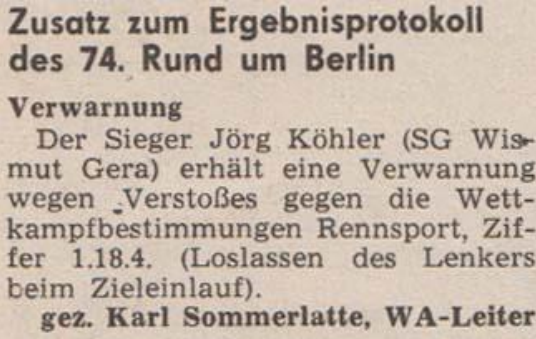 Zusatz zum Ergebnisprotokoll
des 74. Rund um Berlin
Verwarnung
Der Sieger Jörg Köhler (SG Wis-
mut Gera) erhält eine Verwarnung
wegen Verstoßes gegen die Wett-
kampfbestimmungen Rennsport, Zif-
fer 1.18.4. (Loslassen des Lenkers
beim Zieleinlauf).
gez. Karl Sommerlatte, WA-Leiter